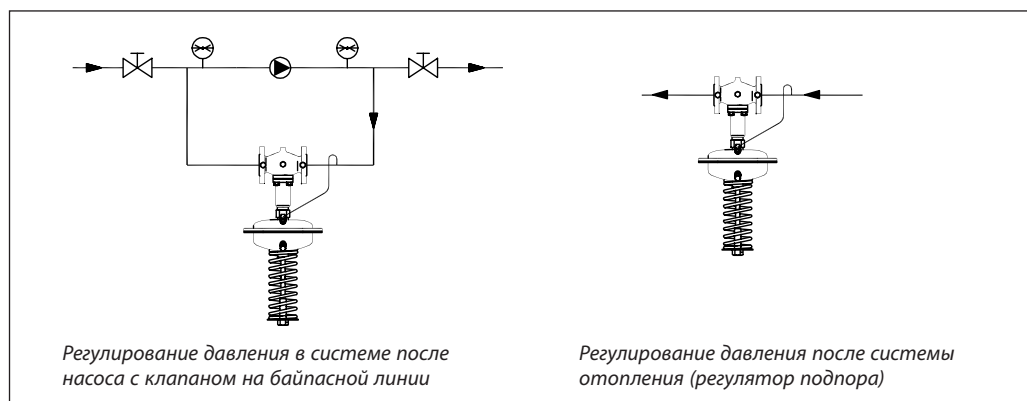 Регулирование давления в системе после
насоса с клапаном на байпасной линии
Регулирование давления после системы
отопления (регулятор подпора)